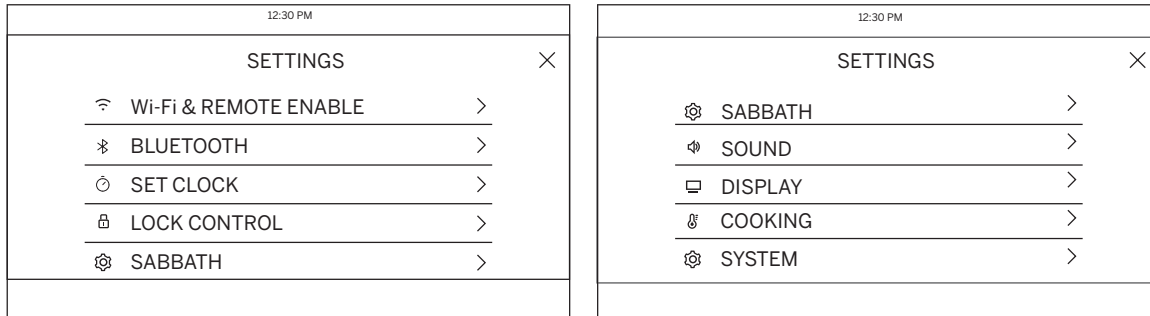 12:30 PM
SETTINGS
Wi-Fi & REMOTE ENABLE
BLUETOOTH
SET CLOCK
LOCK CONTROL
SABBATH
12:30 PM
SETTINGS
SABBATH
SOUND
DISPLAY
COOKING
SYSTEM